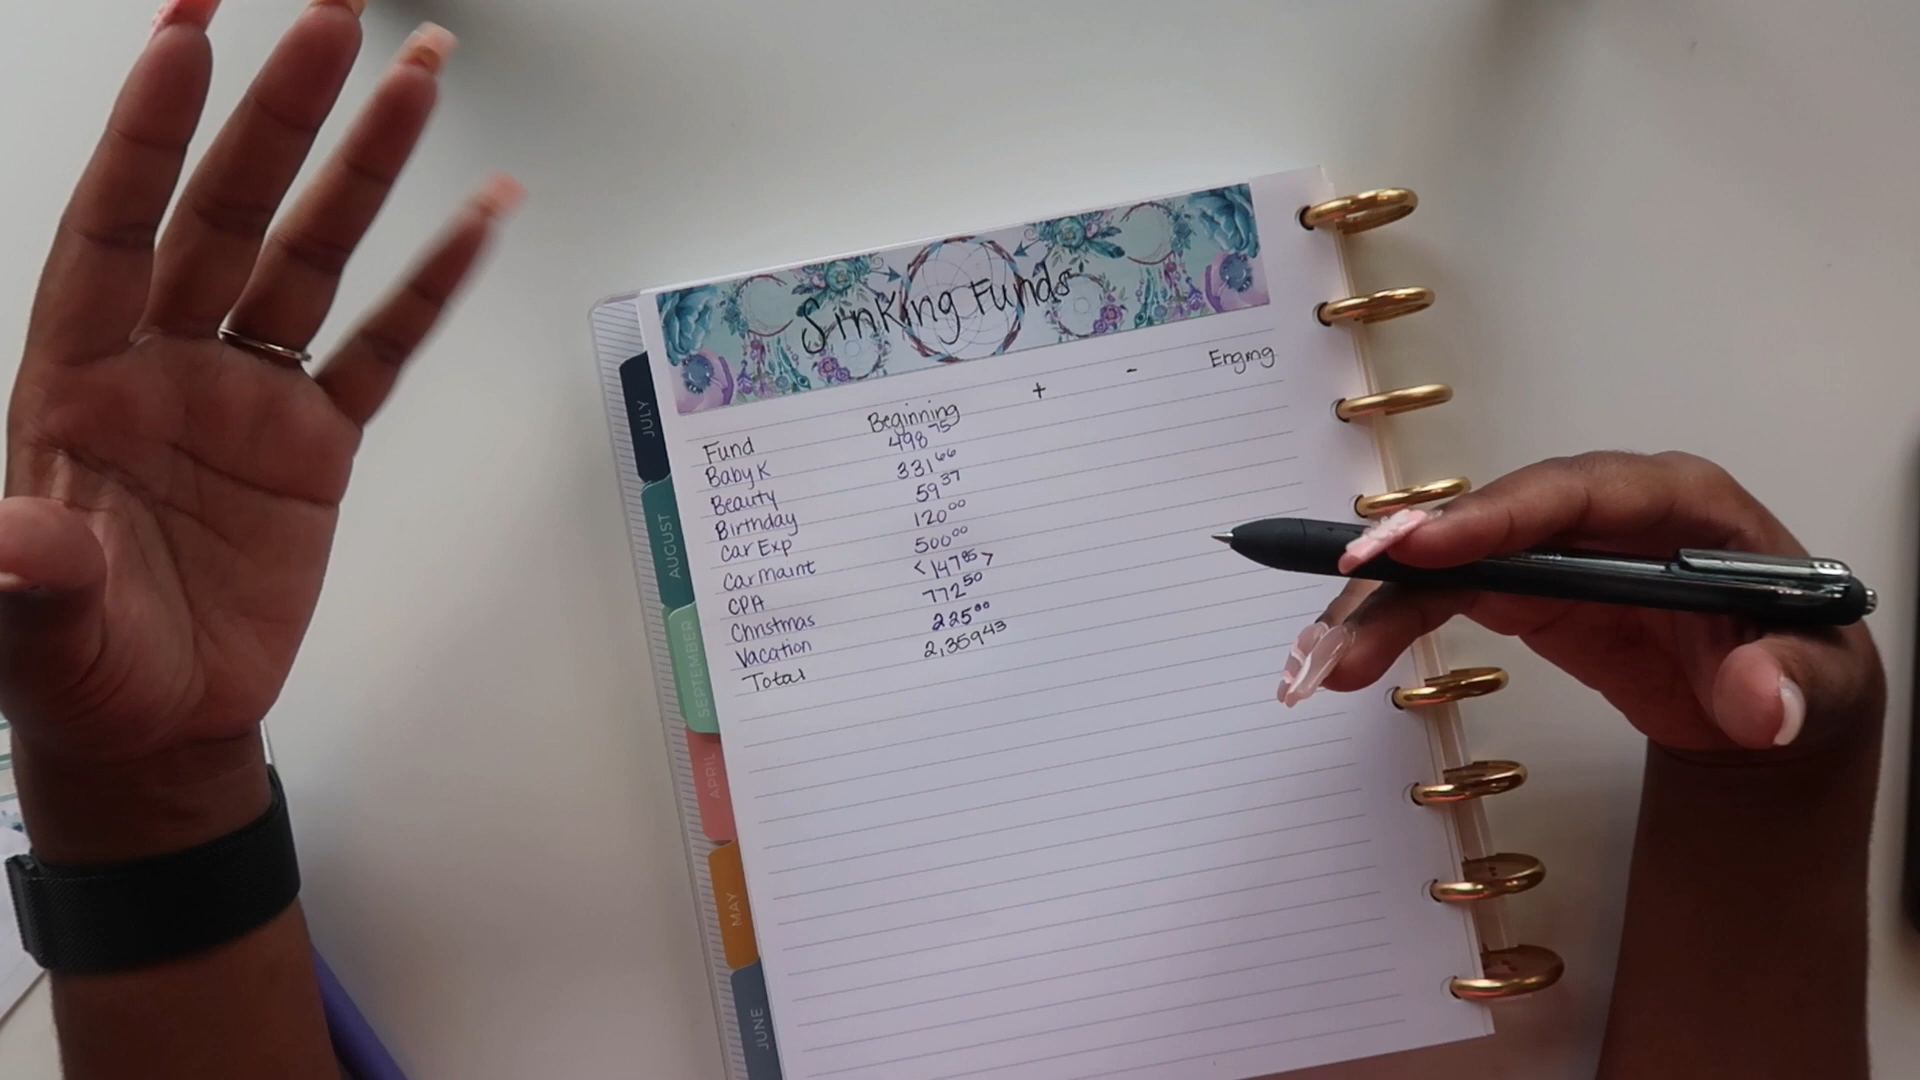 Sinking Funds
Fund Beginning + - Enging
Baby K 498 75
Beauty 331 66
Birthday 59 37
Car Exp 120 00
Car Maint 500 00
CPA <147 85>
Christmas 772 50
Vacation 225 00
Total 2,359 43
JULY
AUGUST
SEPTEMBER
APRIL
MAY
JUNE